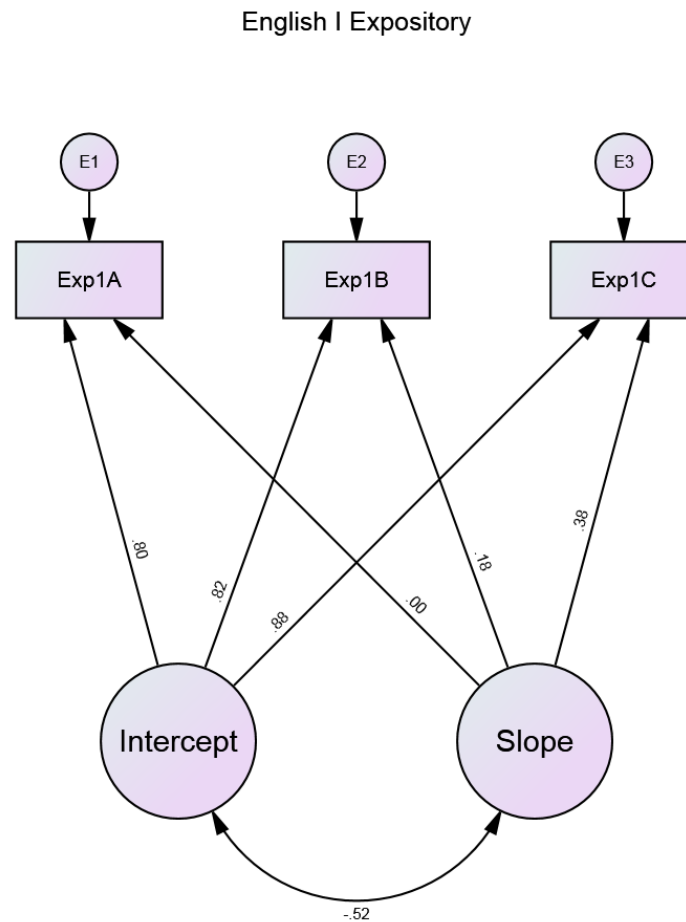 English I Expository
E1
E2
E3
Exp1A
Exp1B
Exp1C
.80
.82
.88
.00
.18
.38
Intercept
Slope
-.52